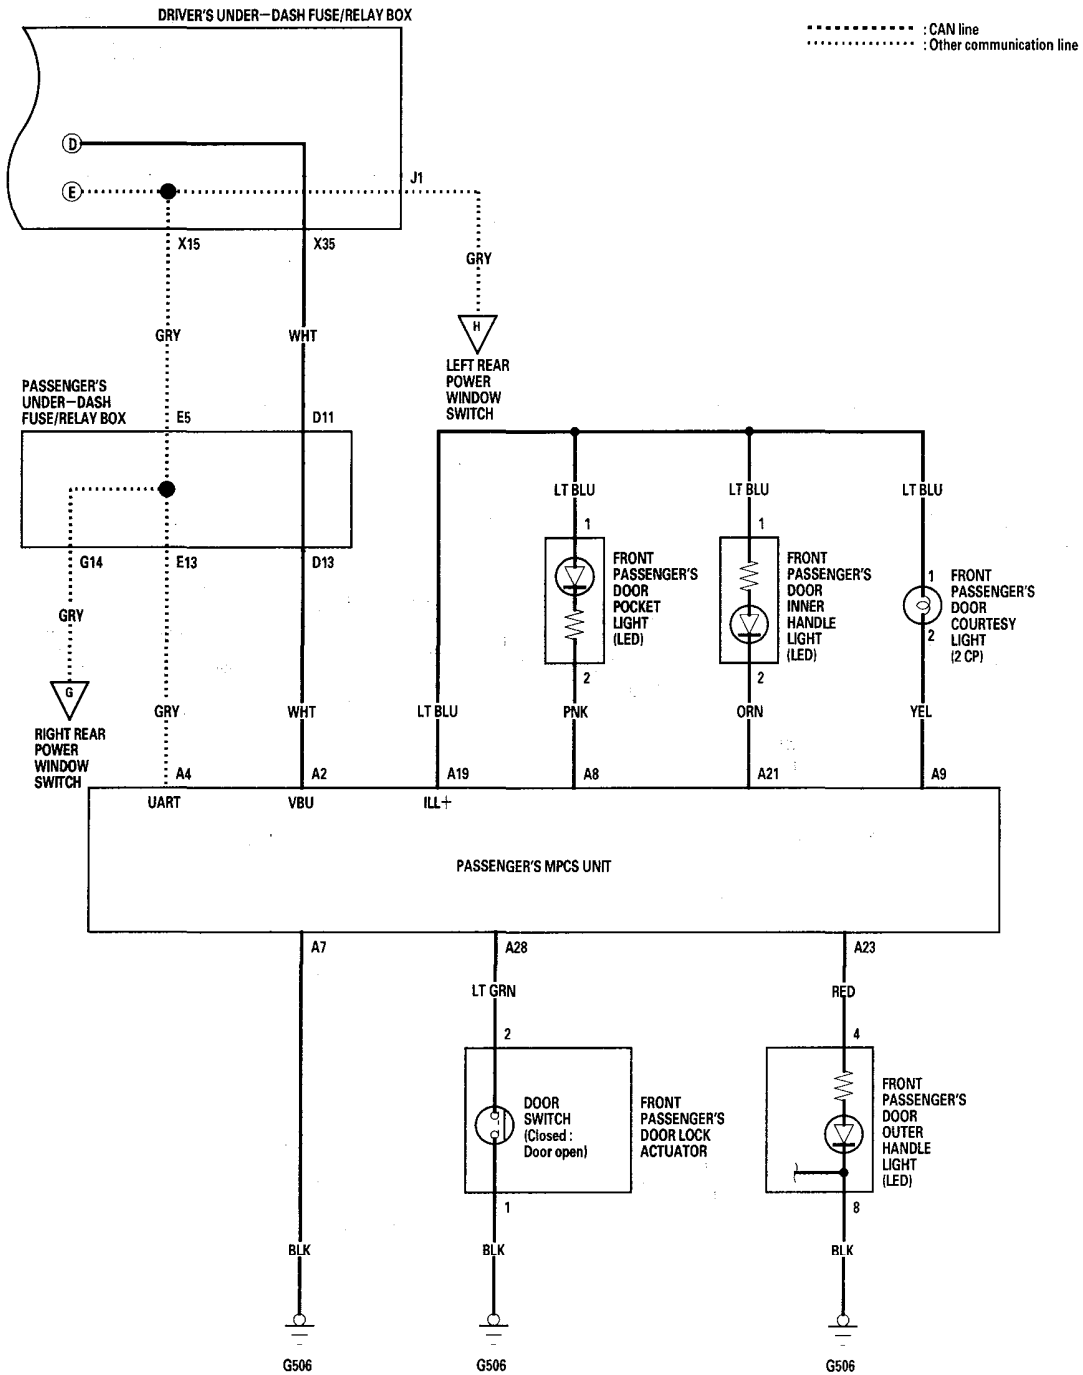 DRIVER'S UNDER–DASH FUSE/RELAY BOX
: CAN line
: Other communication line
D
E
J1
X15
X35
GRY
GRY
WHT
H
LEFT REAR
POWER
WINDOW
SWITCH
PASSENGER'S
UNDER–DASH
FUSE/RELAY BOX
E5
D11
LT BLU
LT BLU
LT BLU
1
1
G14
E13
D13
FRONT
PASSENGER'S
DOOR
POCKET
LIGHT
(LED)
FRONT
PASSENGER'S
DOOR
INNER
HANDLE
LIGHT
(LED)
1
2
FRONT
PASSENGER'S
DOOR
COURTESY
LIGHT
(2 CP)
GRY
2
2
G
RIGHT REAR
POWER
WINDOW
SWITCH
GRY
WHT
LT BLU
PNK
ORN
YEL
A4
A2
A19
A8
A21
A9
UART
VBU
ILL+
PASSENGER'S MPCS UNIT
A7
A28
A23
LT GRN
RED
2
4
DOOR
SWITCH
(Closed :
Door open)
FRONT
PASSENGER'S
DOOR LOCK
ACTUATOR
FRONT
PASSENGER'S
DOOR
OUTER
HANDLE
LIGHT
(LED)
1
8
BLK
BLK
BLK
G506
G506
G506